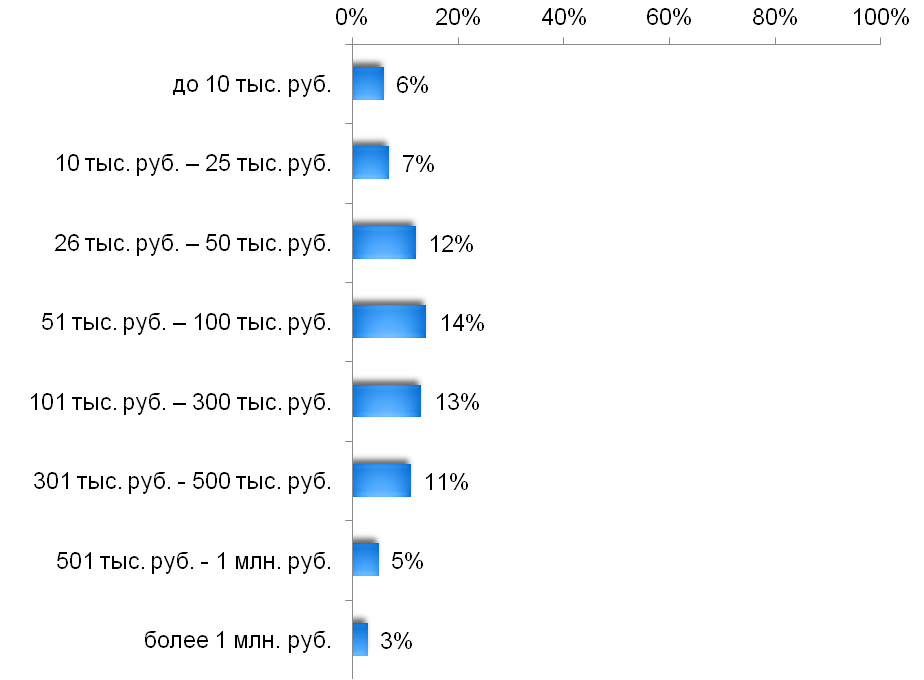 0% 20% 40% 60% 80% 100%
до 10 тыс. руб. 6%
10 тыс. руб. – 25 тыс. руб. 7%
26 тыс. руб. – 50 тыс. руб. 12%
51 тыс. руб. – 100 тыс. руб. 14%
101 тыс. руб. – 300 тыс. руб. 13%
301 тыс. руб. - 500 тыс. руб. 11%
501 тыс. руб. - 1 млн. руб. 5%
более 1 млн. руб. 3%